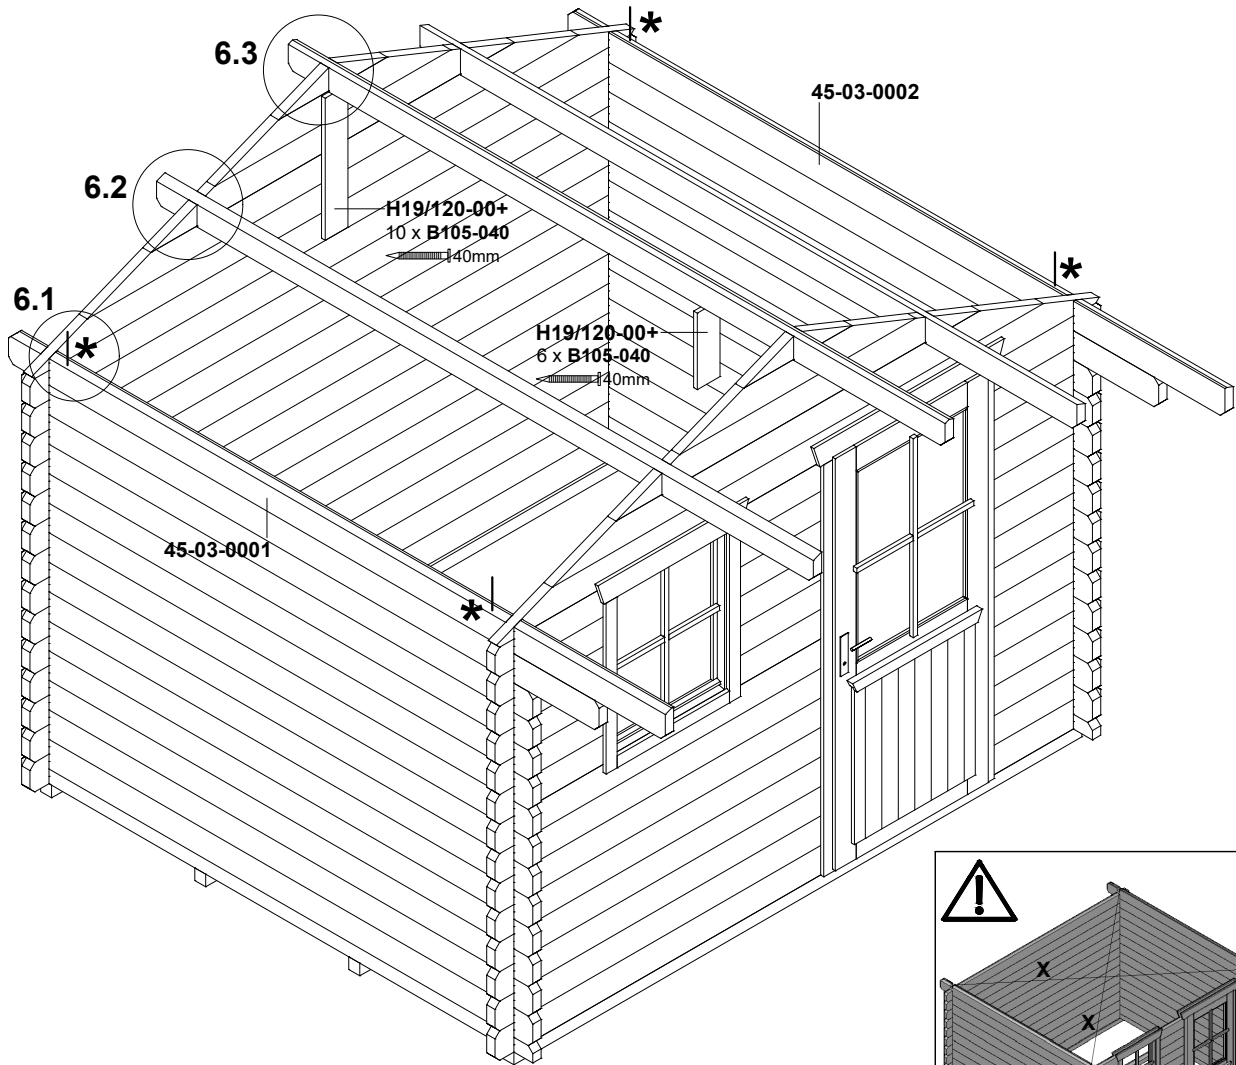 6.3
*
45-03-0002
6.2
H19/120-00+
10 x B105-040
40mm
*
6.1
*
H19/120-00+
6 x B105-040
40mm
45-03-0001
*
!
X
X